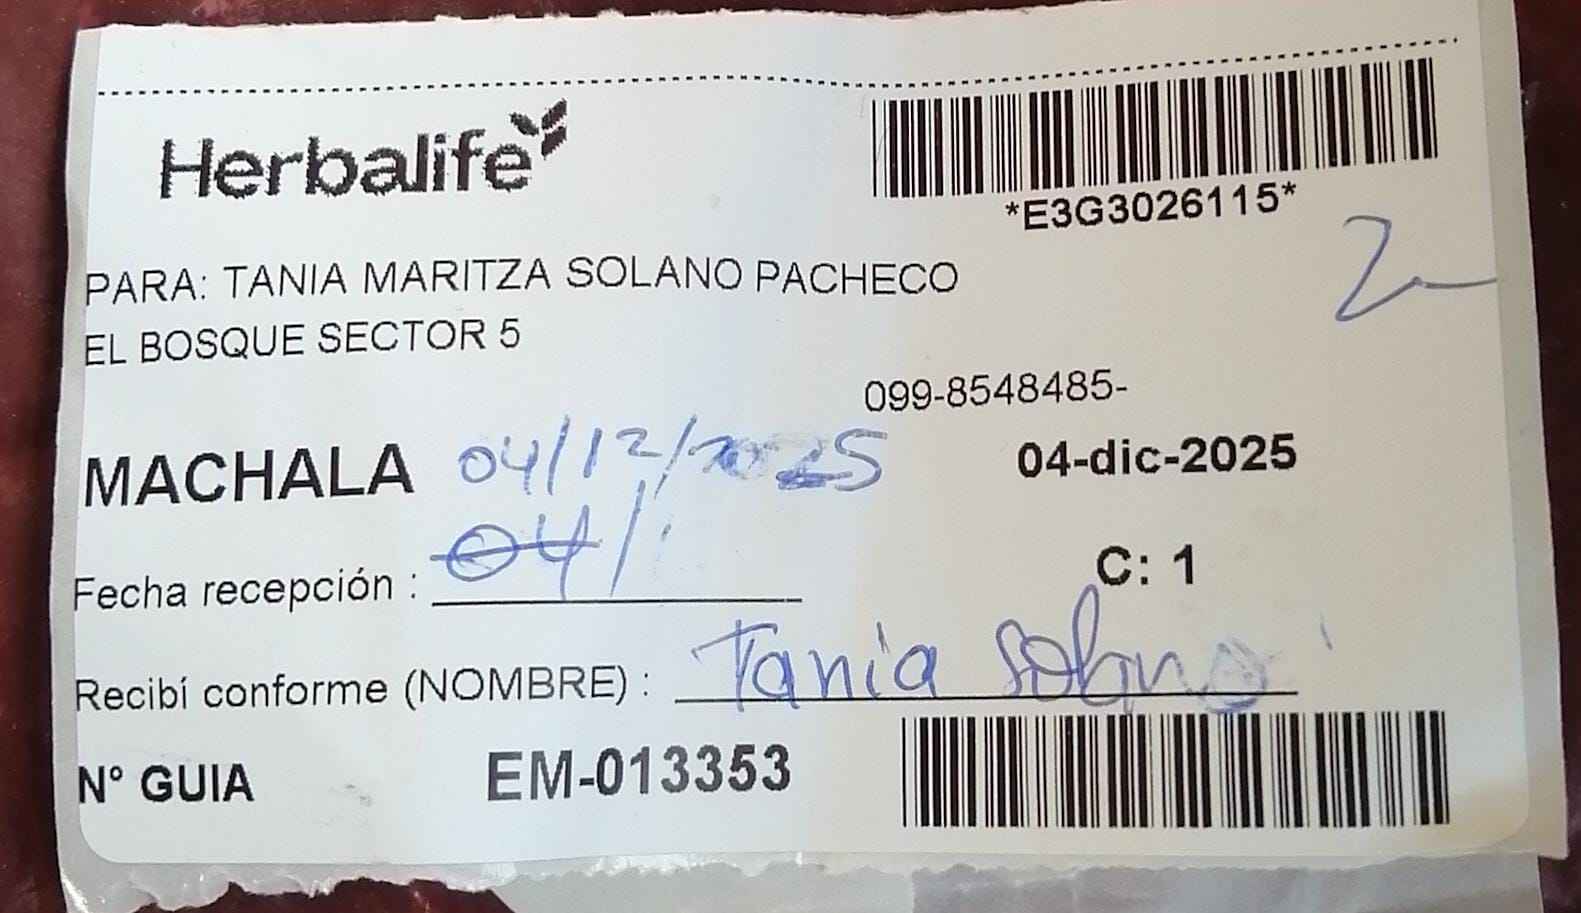 Herbalife
*E3G3026115*
PARA: TANIA MARITZA SOLANO PACHECO
EL BOSQUE SECTOR 5
099-8548485-
MACHALA 04/12/2025 04-dic-2025
04/
C: 1
Fecha recepción :
Recibí conforme (NOMBRE) : Tania Solano
N° GUIA EM-013353